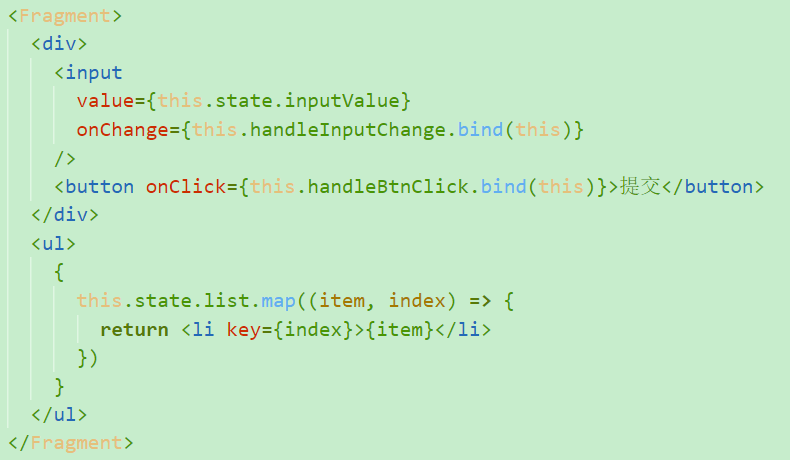 <Fragment>
  <div>
    <input
      value={this.state.inputValue}
      onChange={this.handleInputChange.bind(this)}
    />
    <button onClick={this.handleBtnClick.bind(this)}>提交</button>
  </div>
  <ul>
    {
      this.state.list.map((item, index) => {
        return <li key={index}>{item}</li>
      })
    }
  </ul>
</Fragment>